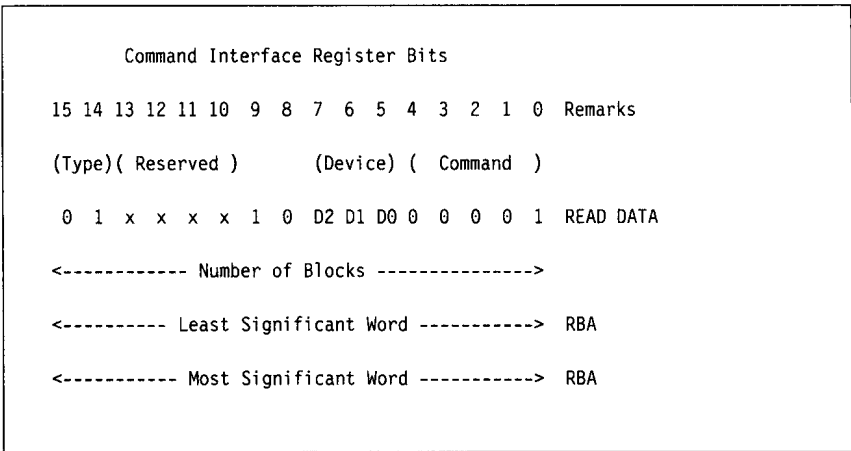 Command Interface Register Bits
15 14 13 12 11 10 9 8 7 6 5 4 3 2 1 0 Remarks
(Type)( Reserved ) (Device) ( Command )
0 1 x x x x 1 0 D2 D1 D0 0 0 0 0 1 READ DATA
<------------ Number of Blocks --------------->
<---------- Least Significant Word -----------> RBA
<----------- Most Significant Word -----------> RBA